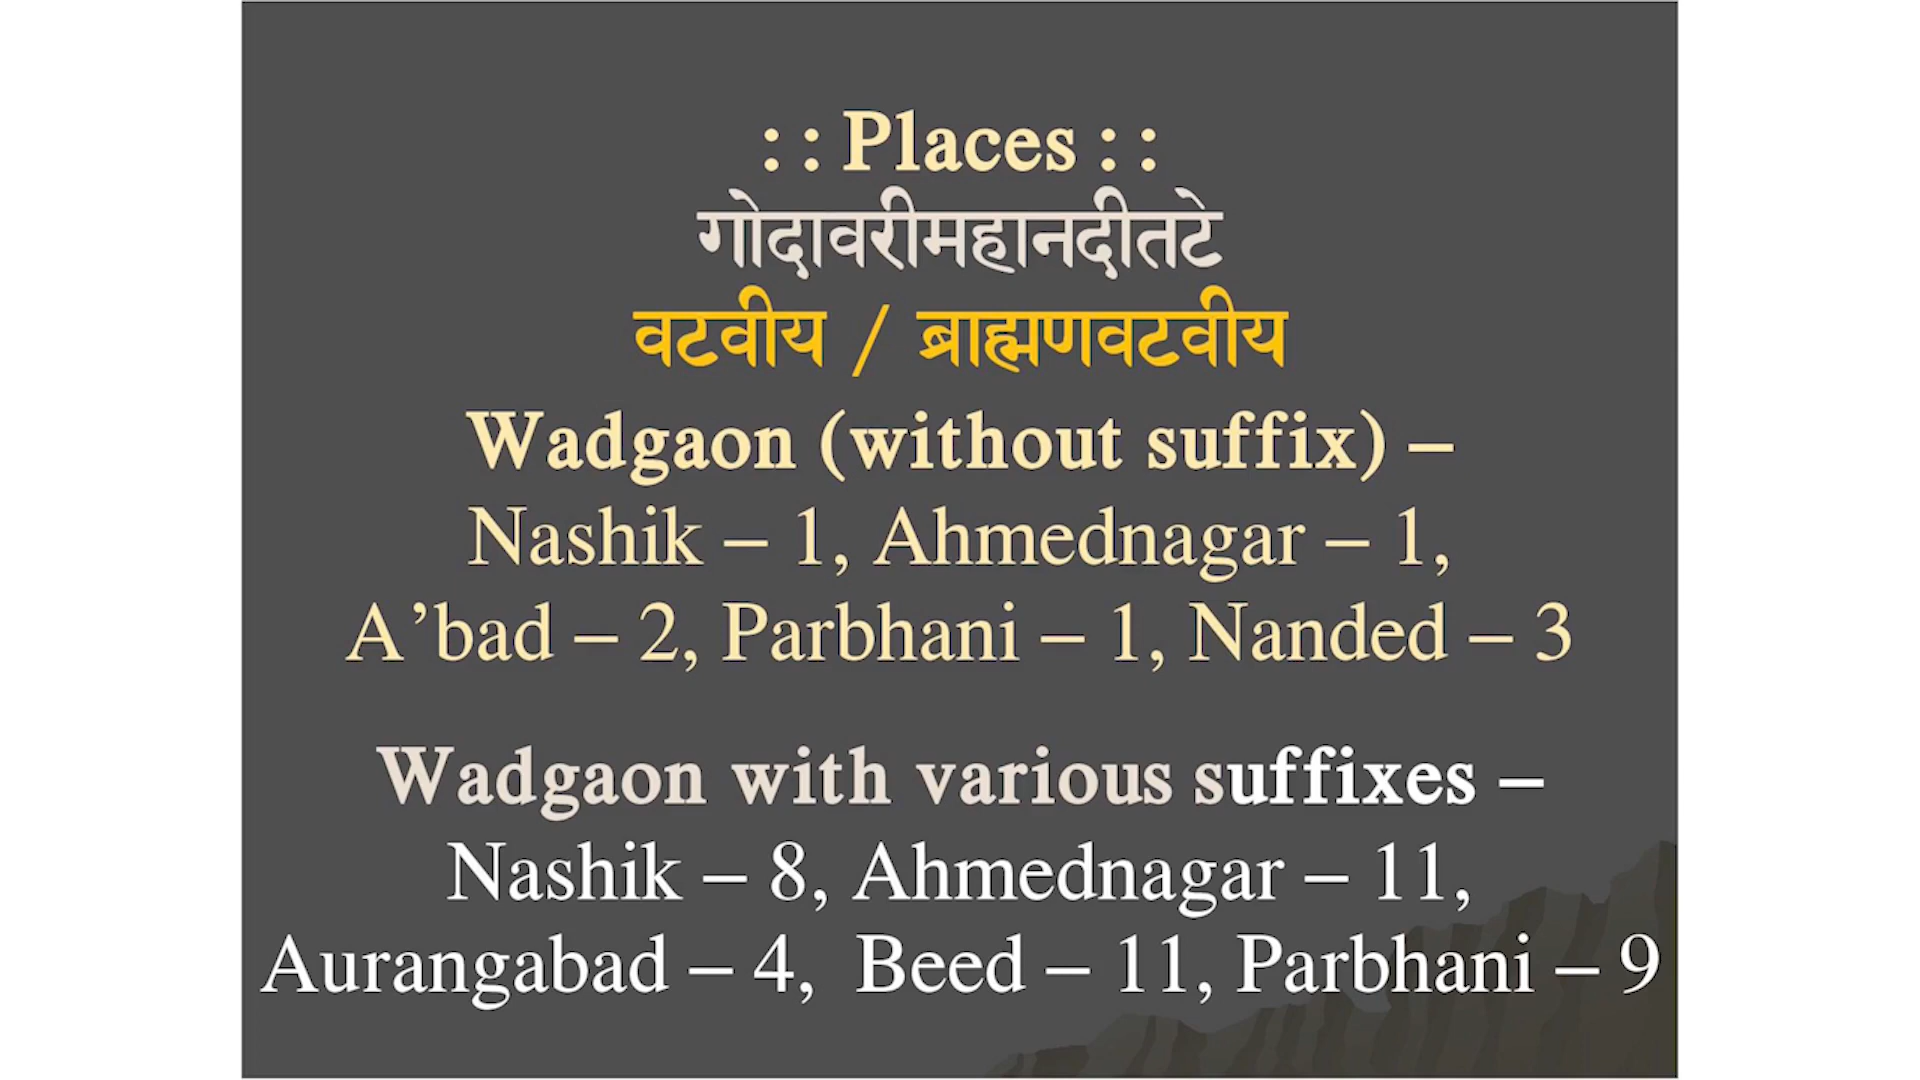 : : Places : :
गोदावरीमहानदीतटे
वटवीय / ब्राह्मणवटवीय
Wadgaon (without suffix) –
Nashik – 1, Ahmednagar – 1,
A’bad – 2, Parbhani – 1, Nanded – 3
Wadgaon with various suffixes –
Nashik – 8, Ahmednagar – 11,
Aurangabad – 4, Beed – 11, Parbhani – 9